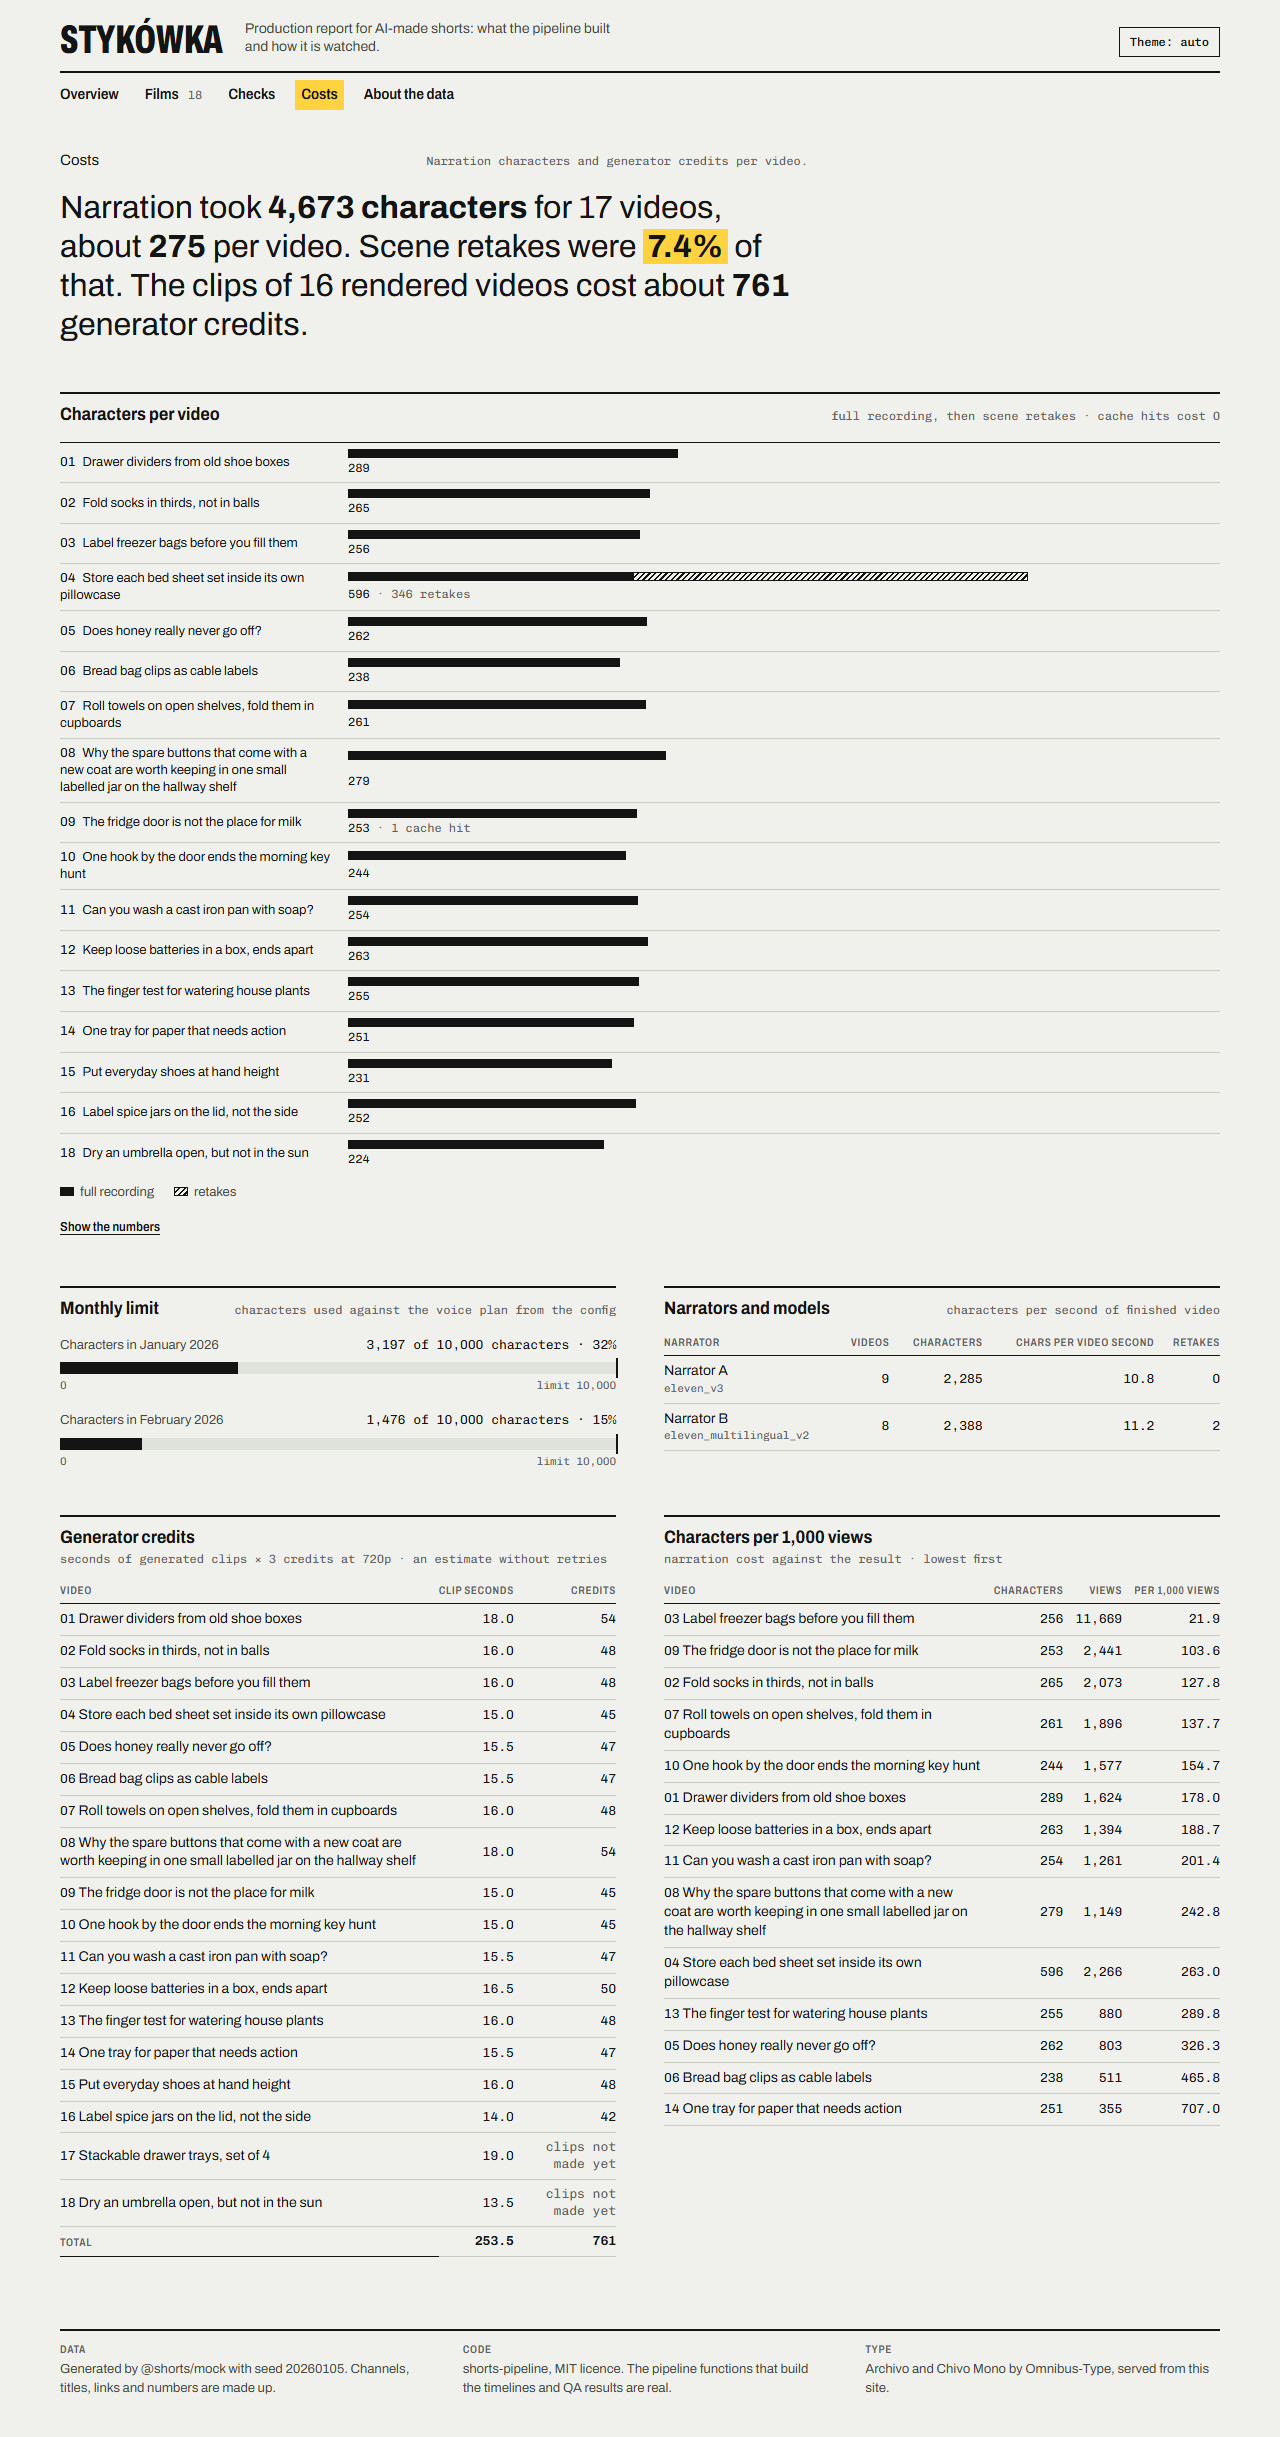 STYKÓWKA
Production report for AI-made shorts: what the pipeline built
and how it is watched.
Theme: auto
Overview Films 18 Checks Costs About the data
Costs
Narration characters and generator credits per video.
Narration took 4,673 characters for 17 videos,
about 275 per video. Scene retakes were 7.4% of
that. The clips of 16 rendered videos cost about 761
generator credits.
Characters per video
full recording, then scene retakes · cache hits cost 0
01 Drawer dividers from old shoe boxes
289
02 Fold socks in thirds, not in balls
265
03 Label freezer bags before you fill them
256
04 Store each bed sheet set inside its own
pillowcase
596 · 346 retakes
05 Does honey really never go off?
262
06 Bread bag clips as cable labels
238
07 Roll towels on open shelves, fold them in
cupboards
261
08 Why the spare buttons that come with a
new coat are worth keeping in one small
labelled jar on the hallway shelf
279
09 The fridge door is not the place for milk
253 · 1 cache hit
10 One hook by the door ends the morning key
hunt
244
11 Can you wash a cast iron pan with soap?
254
12 Keep loose batteries in a box, ends apart
263
13 The finger test for watering house plants
255
14 One tray for paper that needs action
251
15 Put everyday shoes at hand height
231
16 Label spice jars on the lid, not the side
252
18 Dry an umbrella open, but not in the sun
224
full recording retakes
Show the numbers
Monthly limit
characters used against the voice plan from the config
Characters in January 2026 3,197 of 10,000 characters · 32%
0 limit 10,000
Characters in February 2026 1,476 of 10,000 characters · 15%
0 limit 10,000
Narrators and models
characters per second of finished video
NARRATOR VIDEOS CHARACTERS CHARS PER VIDEO SECOND RETAKES
Narrator A 9 2,285 10.8 0
eleven_v3
Narrator B 8 2,388 11.2 2
eleven_multilingual_v2
Generator credits
seconds of generated clips × 3 credits at 720p · an estimate without retries
VIDEO CLIP SECONDS CREDITS
01 Drawer dividers from old shoe boxes 18.0 54
02 Fold socks in thirds, not in balls 16.0 48
03 Label freezer bags before you fill them 16.0 48
04 Store each bed sheet set inside its own pillowcase 15.0 45
05 Does honey really never go off? 15.5 47
06 Bread bag clips as cable labels 15.5 47
07 Roll towels on open shelves, fold them in cupboards 16.0 48
08 Why the spare buttons that come with a new coat are
worth keeping in one small labelled jar on the hallway shelf 18.0 54
09 The fridge door is not the place for milk 15.0 45
10 One hook by the door ends the morning key hunt 15.0 45
11 Can you wash a cast iron pan with soap? 15.5 47
12 Keep loose batteries in a box, ends apart 16.5 50
13 The finger test for watering house plants 16.0 48
14 One tray for paper that needs action 15.5 47
15 Put everyday shoes at hand height 16.0 48
16 Label spice jars on the lid, not the side 14.0 42
17 Stackable drawer trays, set of 4 19.0 clips not
made yet
18 Dry an umbrella open, but not in the sun 13.5 clips not
made yet
TOTAL 253.5 761
Characters per 1,000 views
narration cost against the result · lowest first
VIDEO CHARACTERS VIEWS PER 1,000 VIEWS
03 Label freezer bags before you fill them 256 11,669 21.9
09 The fridge door is not the place for milk 253 2,441 103.6
02 Fold socks in thirds, not in balls 265 2,073 127.8
07 Roll towels on open shelves, fold them in
cupboards 261 1,896 137.7
10 One hook by the door ends the morning key hunt 244 1,577 154.7
01 Drawer dividers from old shoe boxes 289 1,624 178.0
12 Keep loose batteries in a box, ends apart 263 1,394 188.7
11 Can you wash a cast iron pan with soap? 254 1,261 201.4
08 Why the spare buttons that come with a new
coat are worth keeping in one small labelled jar on 279 1,149 242.8
the hallway shelf
04 Store each bed sheet set inside its own
pillowcase 596 2,266 263.0
13 The finger test for watering house plants 255 880 289.8
05 Does honey really never go off? 262 803 326.3
06 Bread bag clips as cable labels 238 511 465.8
14 One tray for paper that needs action 251 355 707.0
DATA
Generated by @shorts/mock with seed 20260105. Channels,
titles, links and numbers are made up.
CODE
shorts-pipeline, MIT licence. The pipeline functions that build
the timelines and QA results are real.
TYPE
Archivo and Chivo Mono by Omnibus-Type, served from this
site.